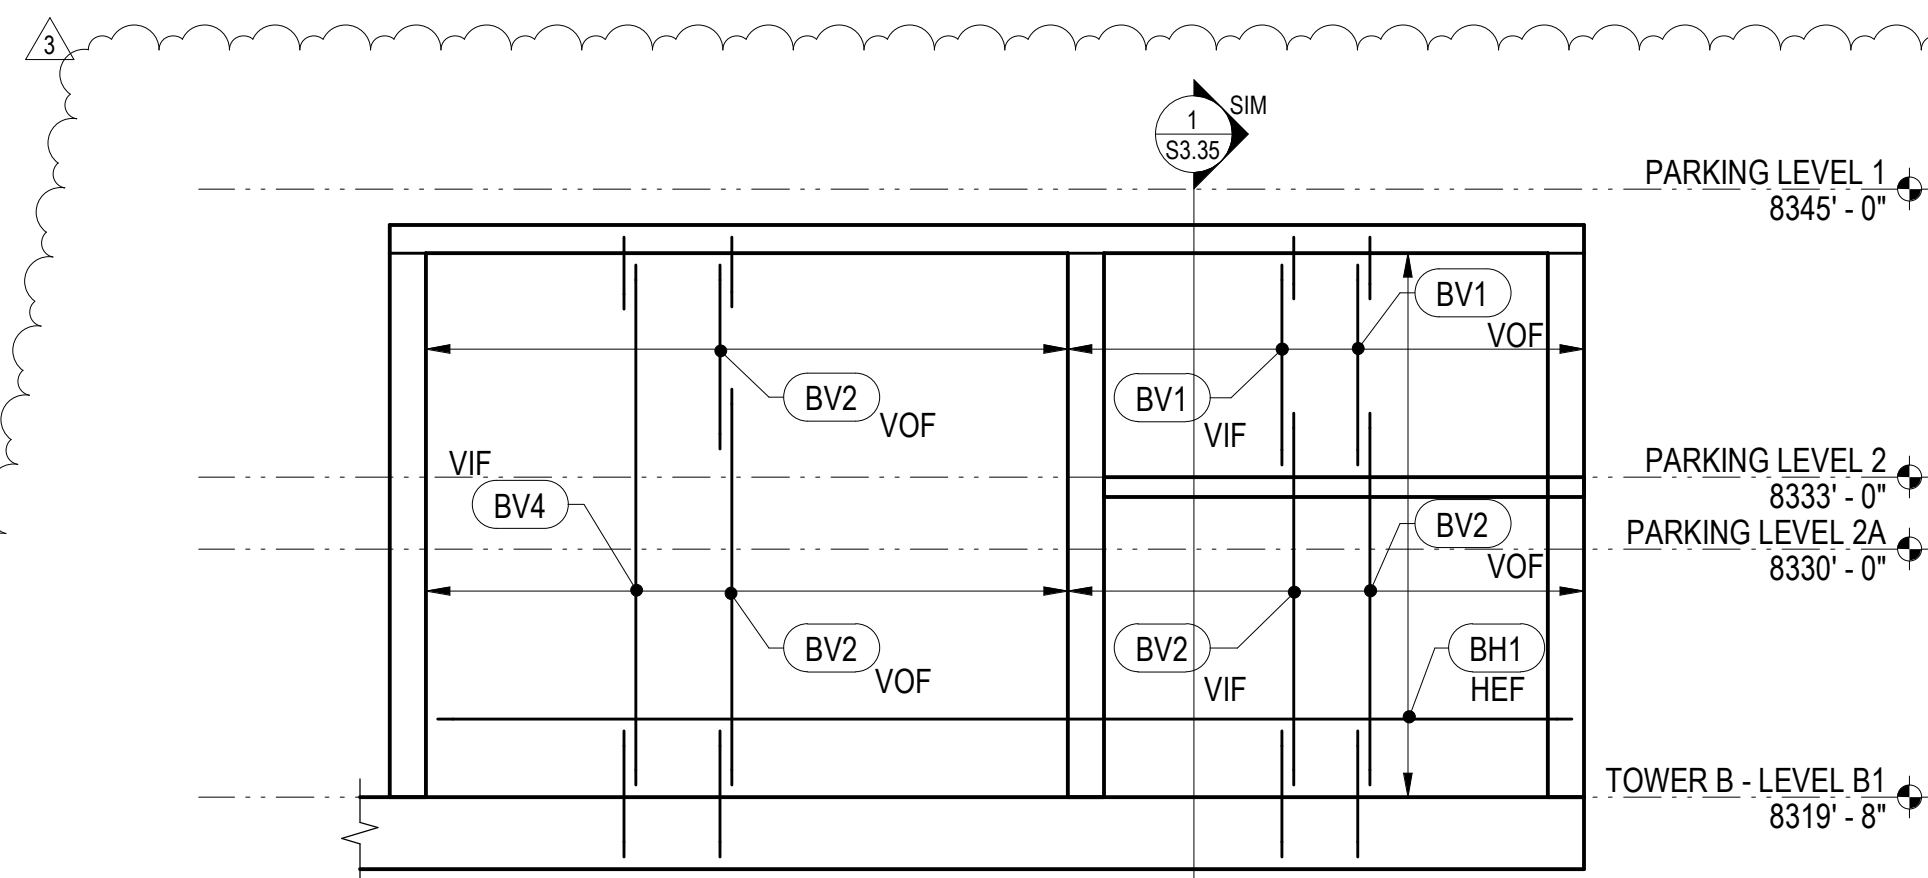 3
SIM
1
S3.35
PARKING LEVEL 1
8345' - 0"
BV1
VOF
BV2
VOF
BV1
VIF
VIF
PARKING LEVEL 2
8333' - 0"
BV4
BV2
VOF
PARKING LEVEL 2A
8330' - 0"
BV2
VOF
BV2
VIF
BH1
HEF
TOWER B - LEVEL B1
8319' - 8"